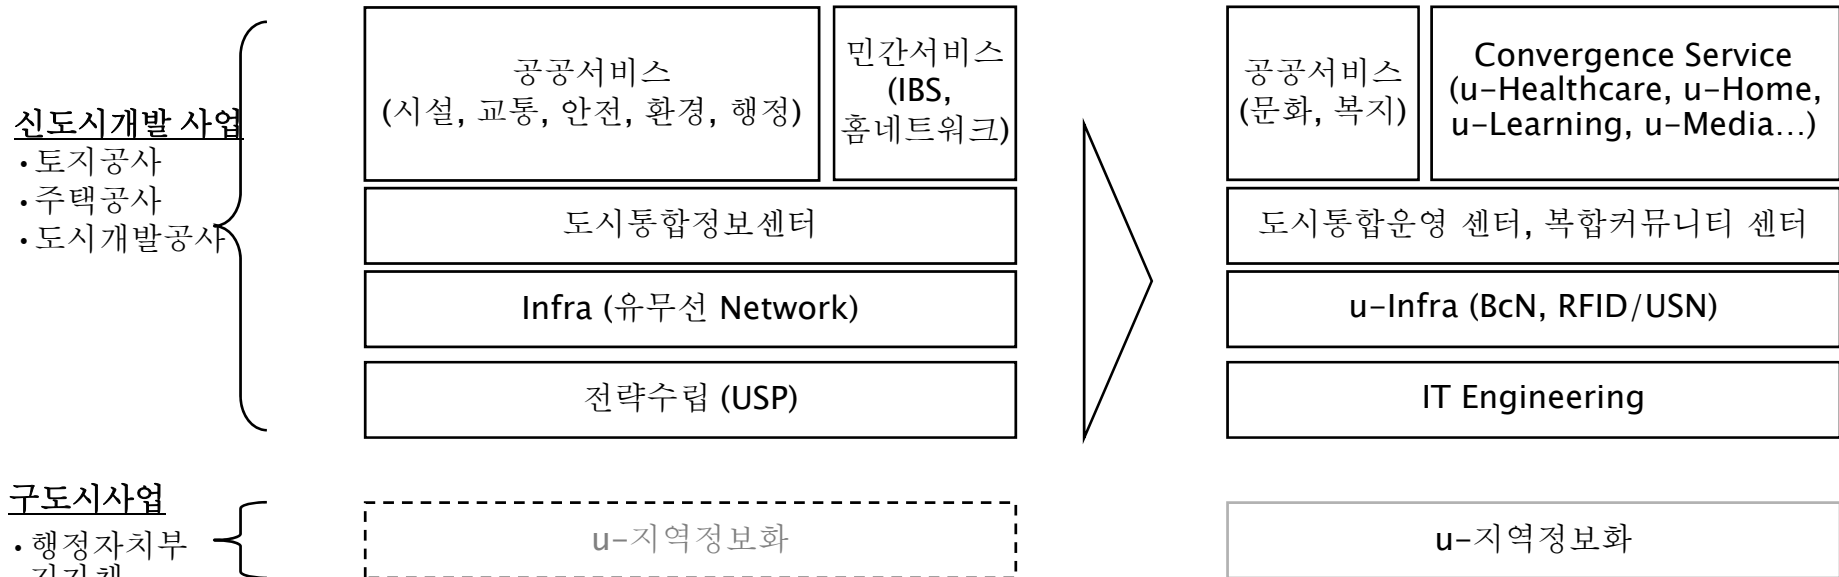 신도시개발 사업
•토지공사
•주택공사
•도시개발공사
공공서비스
(시설, 교통, 안전, 환경, 행정)
민간서비스
(IBS,
홈네트워크)
도시통합정보센터
Infra (유무선 Network)
전략수립 (USP)
공공서비스
(문화, 복지)
Convergence Service
(u-Healthcare, u-Home,
u-Learning, u-Media...)
도시통합운영 센터, 복합커뮤니티 센터
u-Infra (BcN, RFID/USN)
IT Engineering
구도시사업
•행정자치부
u-지역정보화
u-지역정보화